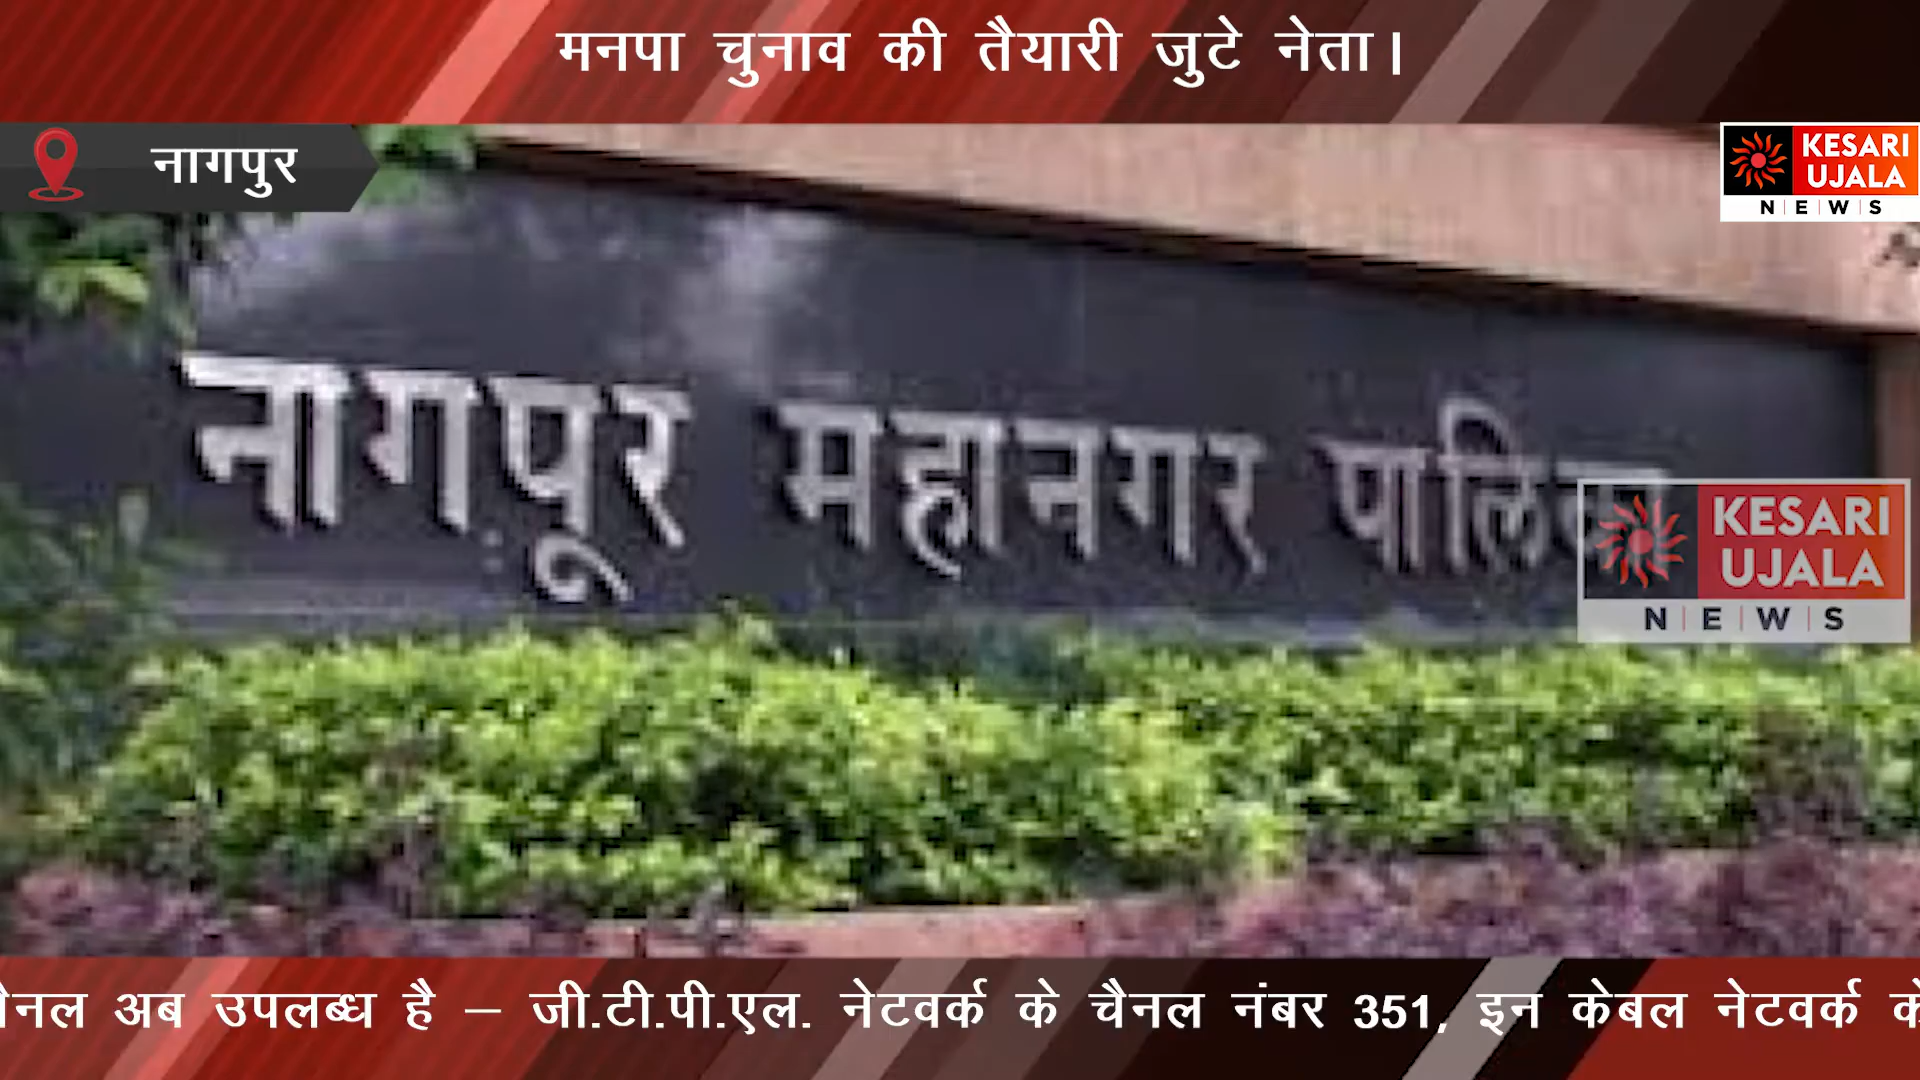 मनपा चुनाव की तैयारी जुटे नेता।
नागपुर
KESARI
UJALA
NEWS
नागपूर महानगर
KESARI
UJALA
NEWS
अब उपलब्ध है – जी.टी.पी.एल. नेटवर्क के चैनल नंबर 351, इन केबल नेटवर्क